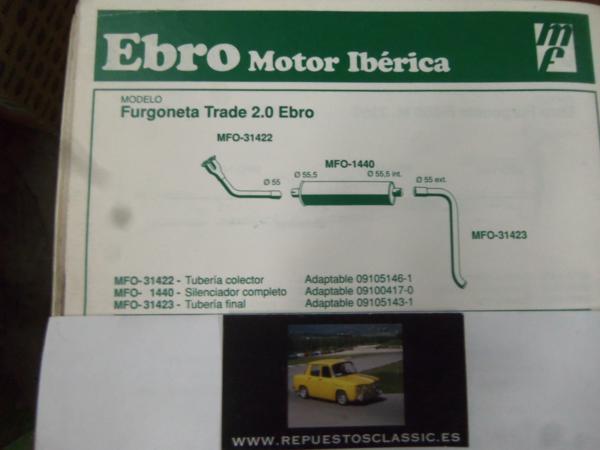 Ebro Motor Ibérica
mf
MODELO
Furgoneta Trade 2.0 Ebro
MFO-31422
MFO-1440
Ø 55
Ø 55,5
Ø 55,5 int.
Ø 55 ext.
MFO-31423
MFO-31422 - Tubería colector Adaptable 09105146-1
MFO- 1440 - Silenciador completo Adaptable 09100417-0
MFO-31423 - Tubería final Adaptable 09105143-1
WWW.REPUESTOSCLASSIC.ES